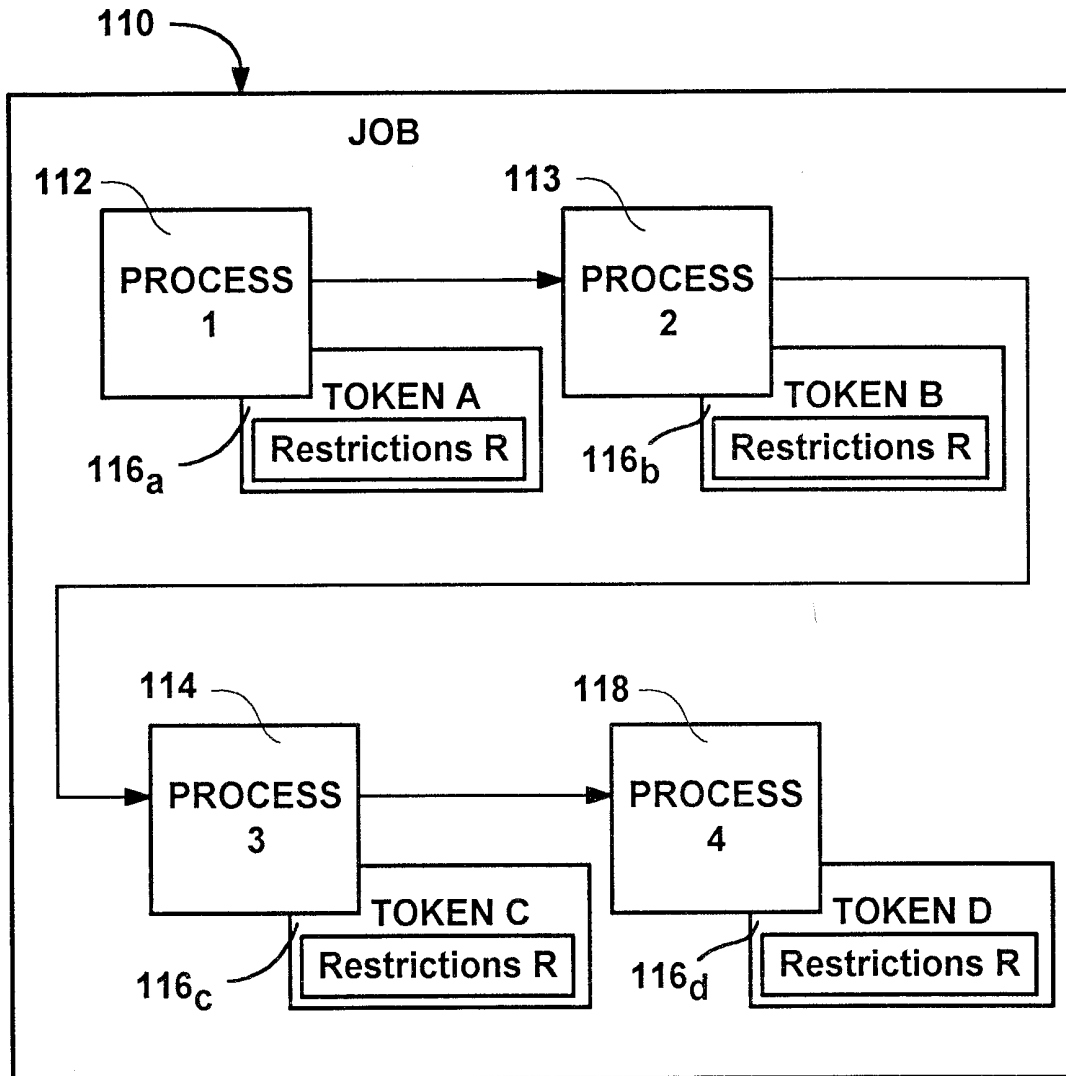 110
JOB
112
113
PROCESS
1
PROCESS
2
TOKEN A
Restrictions R
116a
TOKEN B
Restrictions R
116b
114
118
PROCESS
3
PROCESS
4
TOKEN C
Restrictions R
116c
TOKEN D
Restrictions R
116d